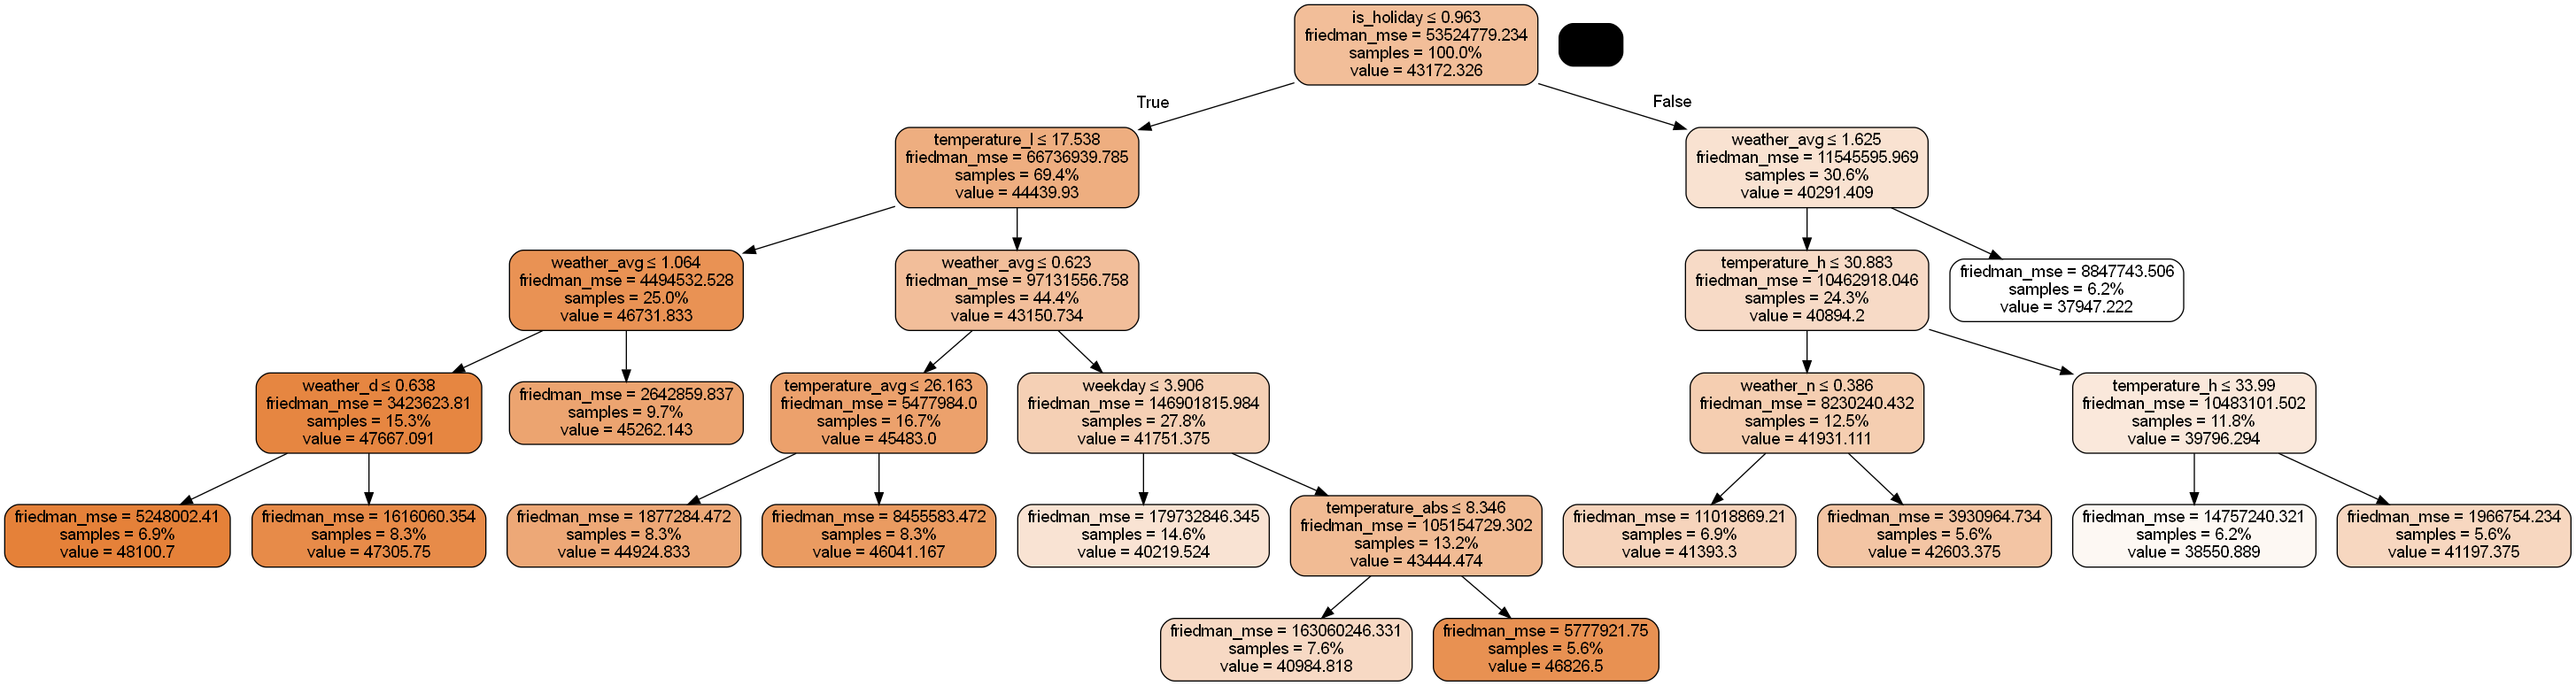 is_holiday ≤ 0.963
friedman_mse = 53524779.234
samples = 100.0%
value = 43172.326
True
False
temperature_l ≤ 17.538
friedman_mse = 66736939.785
samples = 69.4%
value = 44439.93
weather_avg ≤ 1.625
friedman_mse = 11545595.969
samples = 30.6%
value = 40291.409
weather_avg ≤ 1.064
friedman_mse = 4494532.528
samples = 25.0%
value = 46731.833
weather_avg ≤ 0.623
friedman_mse = 97131556.758
samples = 44.4%
value = 43150.734
temperature_h ≤ 30.883
friedman_mse = 10462918.046
samples = 24.3%
value = 40894.2
friedman_mse = 8847743.506
samples = 6.2%
value = 37947.222
weather_d ≤ 0.638
friedman_mse = 3423623.81
samples = 15.3%
value = 47667.091
friedman_mse = 2642859.837
samples = 9.7%
value = 45262.143
temperature_avg ≤ 26.163
friedman_mse = 5477984.0
samples = 16.7%
value = 45483.0
weekday ≤ 3.906
friedman_mse = 146901815.984
samples = 27.8%
value = 41751.375
weather_n ≤ 0.386
friedman_mse = 8230240.432
samples = 12.5%
value = 41931.111
temperature_h ≤ 33.99
friedman_mse = 10483101.502
samples = 11.8%
value = 39796.294
friedman_mse = 5248002.41
samples = 6.9%
value = 48100.7
friedman_mse = 1616060.354
samples = 8.3%
value = 47305.75
friedman_mse = 1877284.472
samples = 8.3%
value = 44924.833
friedman_mse = 8455583.472
samples = 8.3%
value = 46041.167
friedman_mse = 179732846.345
samples = 14.6%
value = 40219.524
temperature_abs ≤ 8.346
friedman_mse = 105154729.302
samples = 13.2%
value = 43444.474
friedman_mse = 11018869.21
samples = 6.9%
value = 41393.3
friedman_mse = 3930964.734
samples = 5.6%
value = 42603.375
friedman_mse = 14757240.321
samples = 6.2%
value = 38550.889
friedman_mse = 1966754.234
samples = 5.6%
value = 41197.375
friedman_mse = 163060246.331
samples = 7.6%
value = 40984.818
friedman_mse = 5777921.75
samples = 5.6%
value = 46826.5